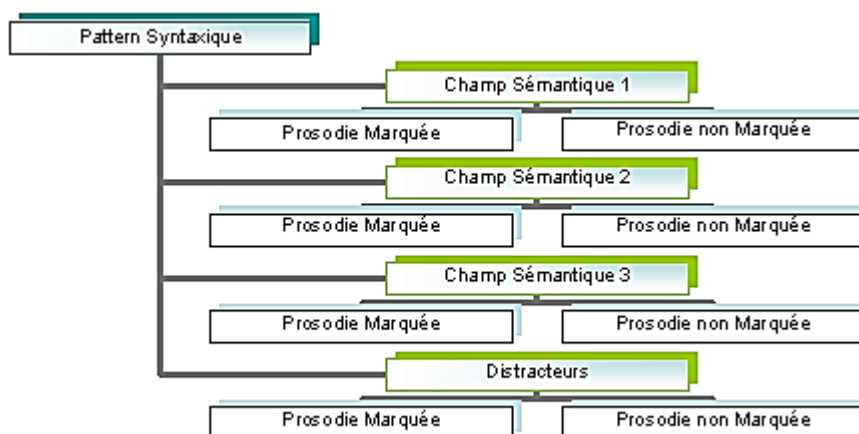 Pattern Syntaxique
Champ Sémantique 1
Prosodie Marquée
Prosodie non Marquée
Champ Sémantique 2
Prosodie Marquée
Prosodie non Marquée
Champ Sémantique 3
Prosodie Marquée
Prosodie non Marquée
Distracteurs
Prosodie Marquée
Prosodie non Marquée